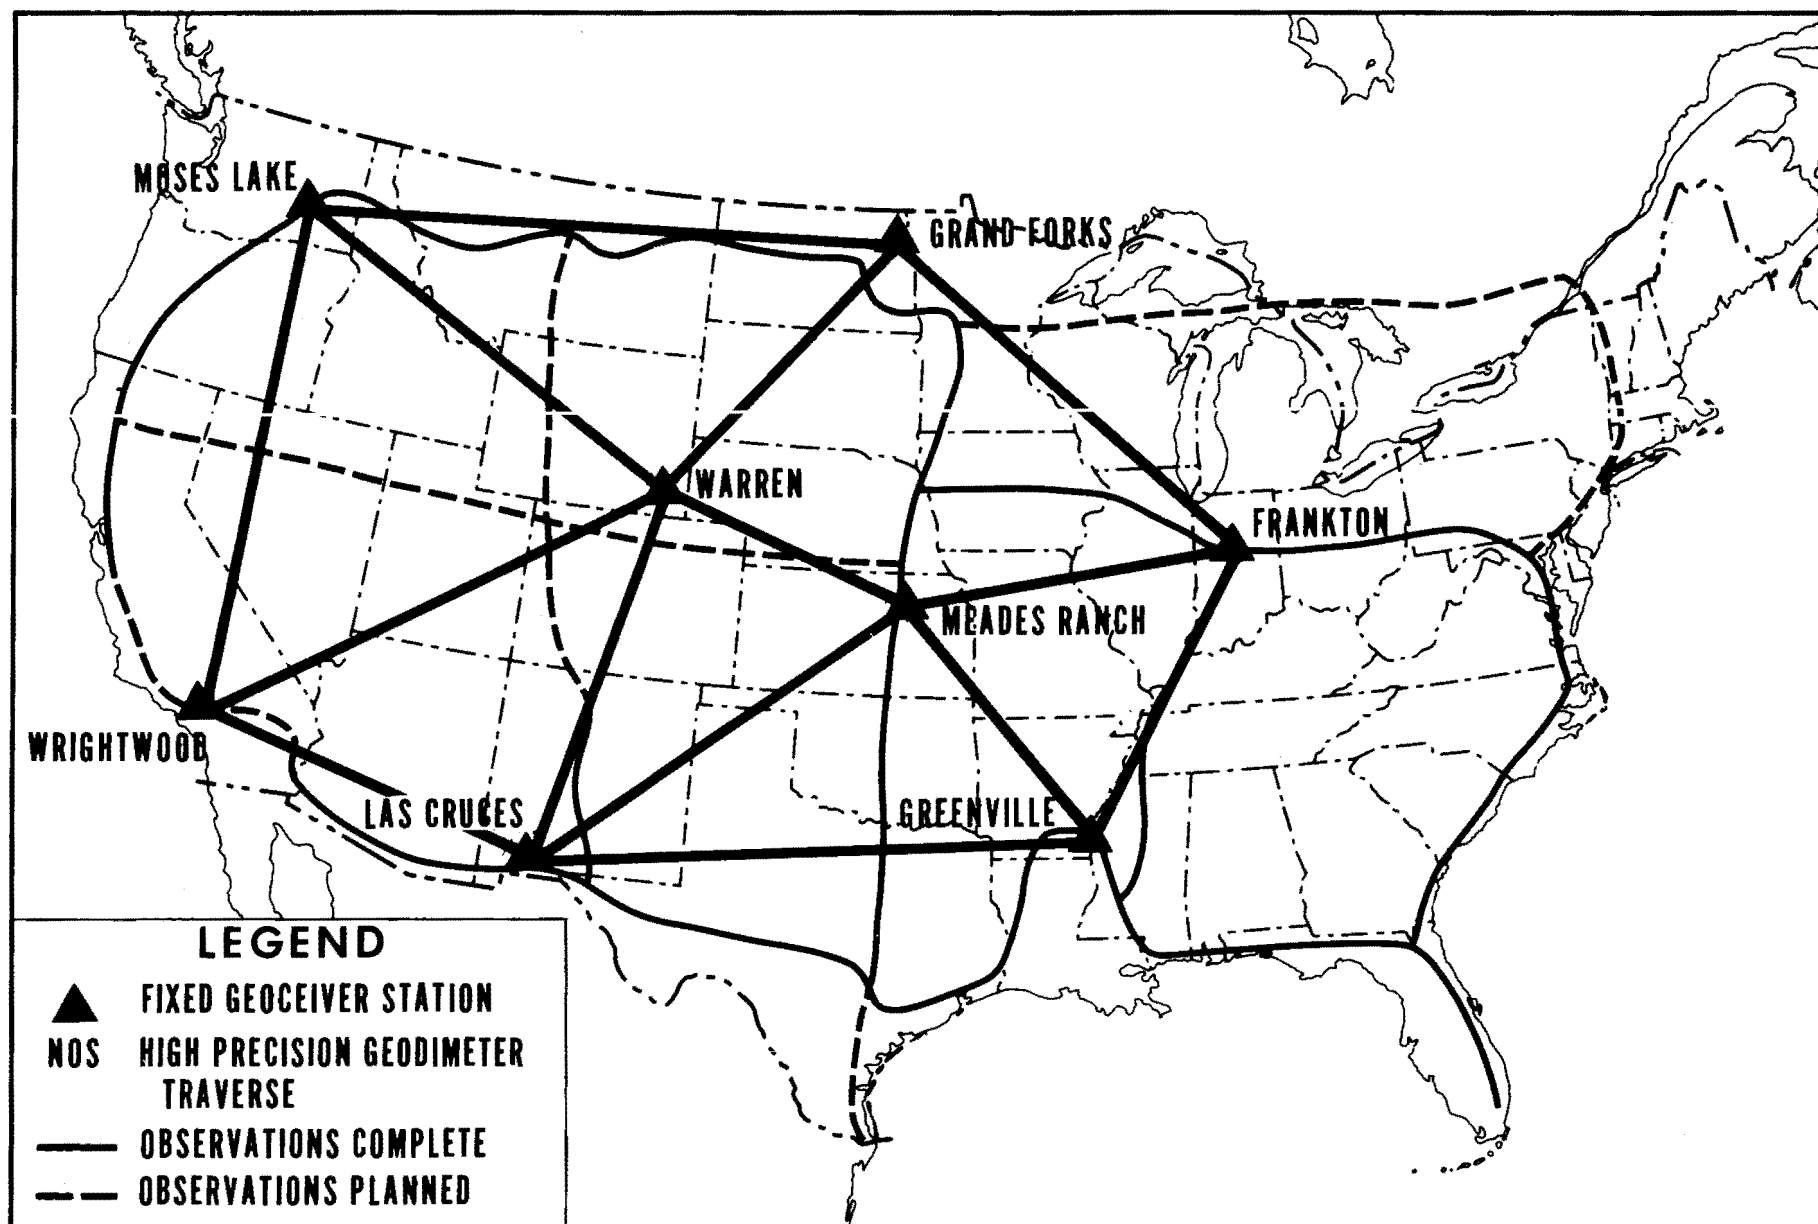 MOSES LAKE
GRAND FORKS
WARREN
FRANKTON
MEADES RANCH
WRIGHTWOOD
LAS CRUCES
GREENVILLE
LEGEND
FIXED GEOCEIVER STATION
NOS HIGH PRECISION GEODIMETER
TRAVERSE
OBSERVATIONS COMPLETE
OBSERVATIONS PLANNED